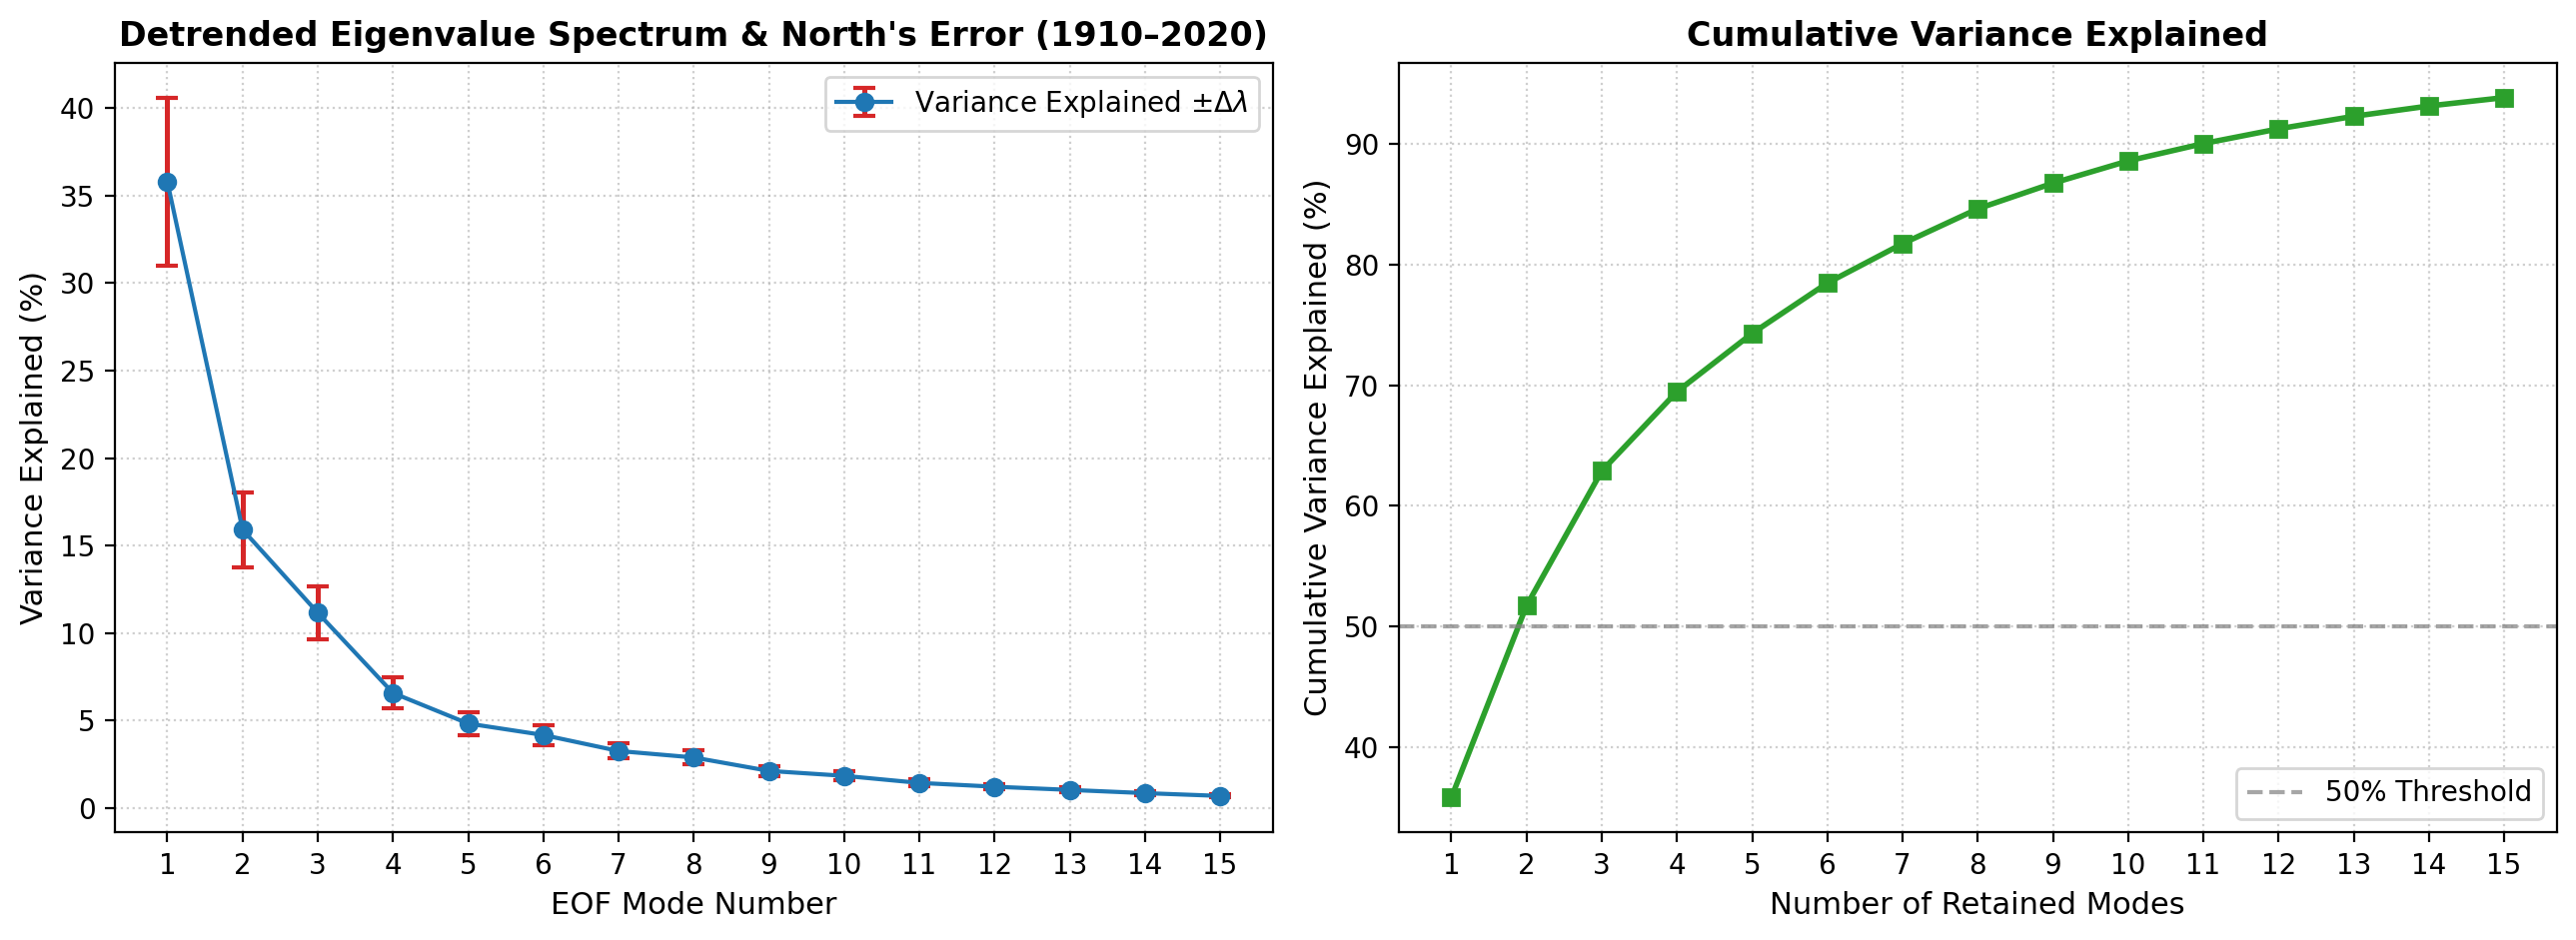 Detrended Eigenvalue Spectrum & North's Error (1910–2020)
Variance Explained ±Δλ
Variance Explained (%)
40
35
30
25
20
15
10
5
0
1 2 3 4 5 6 7 8 9 10 11 12 13 14 15
EOF Mode Number
Cumulative Variance Explained
Cumulative Variance Explained (%)
90
80
70
60
50
40
50% Threshold
1 2 3 4 5 6 7 8 9 10 11 12 13 14 15
Number of Retained Modes